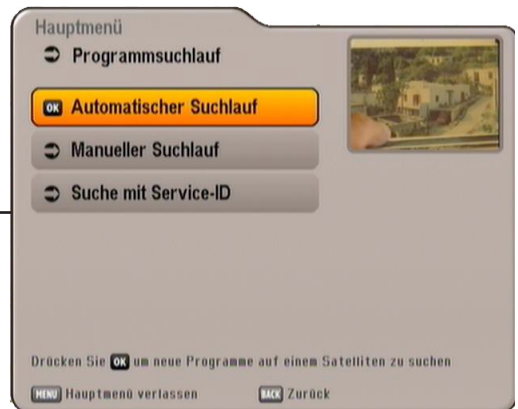 Hauptmenü
Programmsuchlauf
OK Automatischer Suchlauf
Manueller Suchlauf
Suche mit Service-ID
Drücken Sie OK um neue Programme auf einem Satelliten zu suchen
MENU Hauptmenü verlassen BACK Zurück